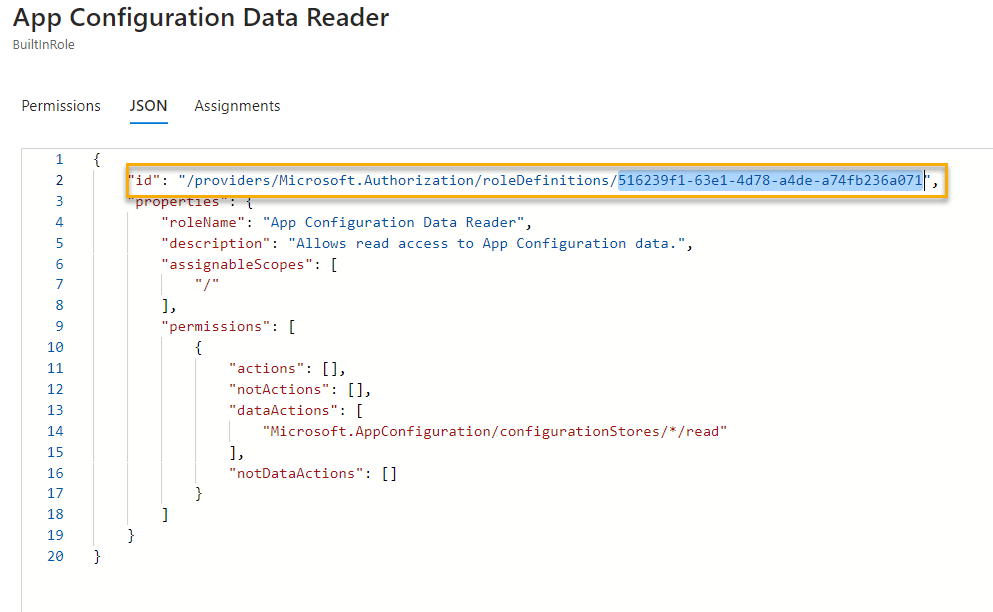 App Configuration Data Reader
BuiltInRole
Permissions JSON Assignments
1 {
2 "id": "/providers/Microsoft.Authorization/roleDefinitions/516239f1-63e1-4d78-a4de-a74fb236a071",
3 "properties": {
4 "roleName": "App Configuration Data Reader",
5 "description": "Allows read access to App Configuration data.",
6 "assignableScopes": [
7 "/"
8 ],
9 "permissions": [
10 {
11 "actions": [],
12 "notActions": [],
13 "dataActions": [
14 "Microsoft.AppConfiguration/configurationStores/*/read"
15 ],
16 "notDataActions": []
17 }
18 ]
19 }
20 }